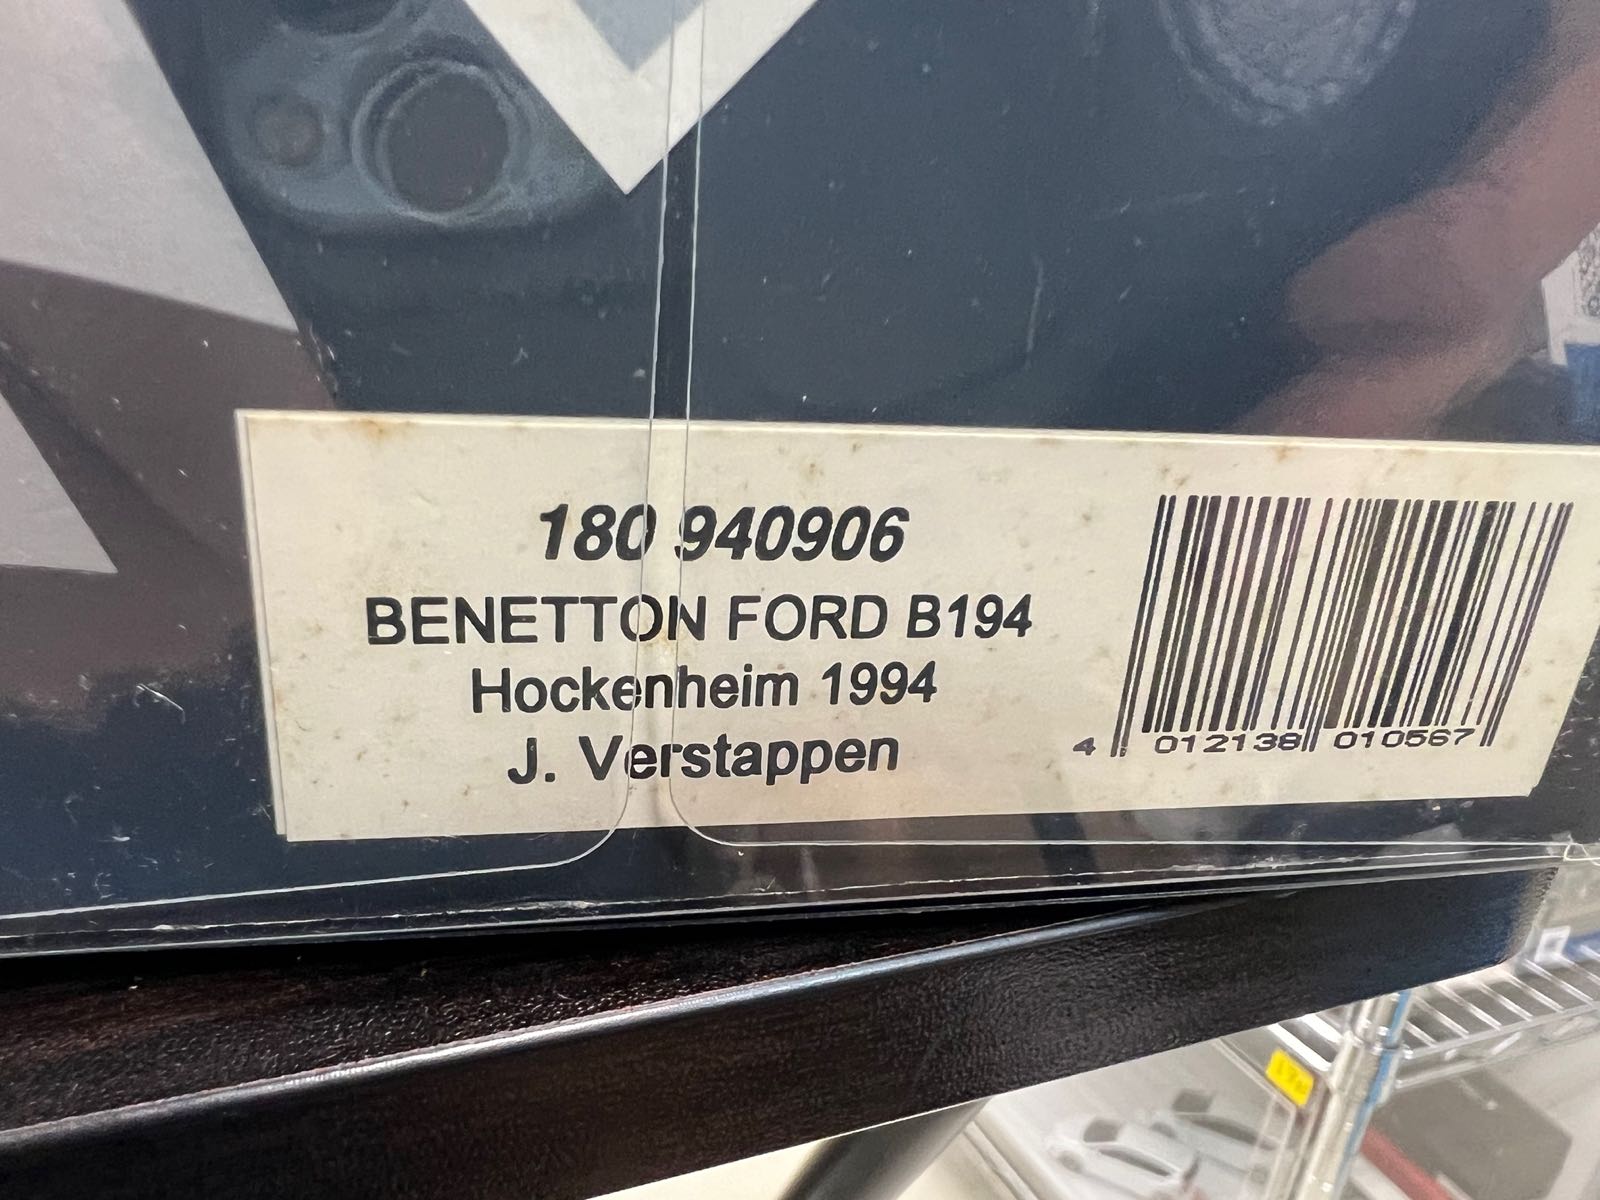 180 940906
BENETTON FORD B194
Hockenheim 1994
J. Verstappen
4 012138 010567